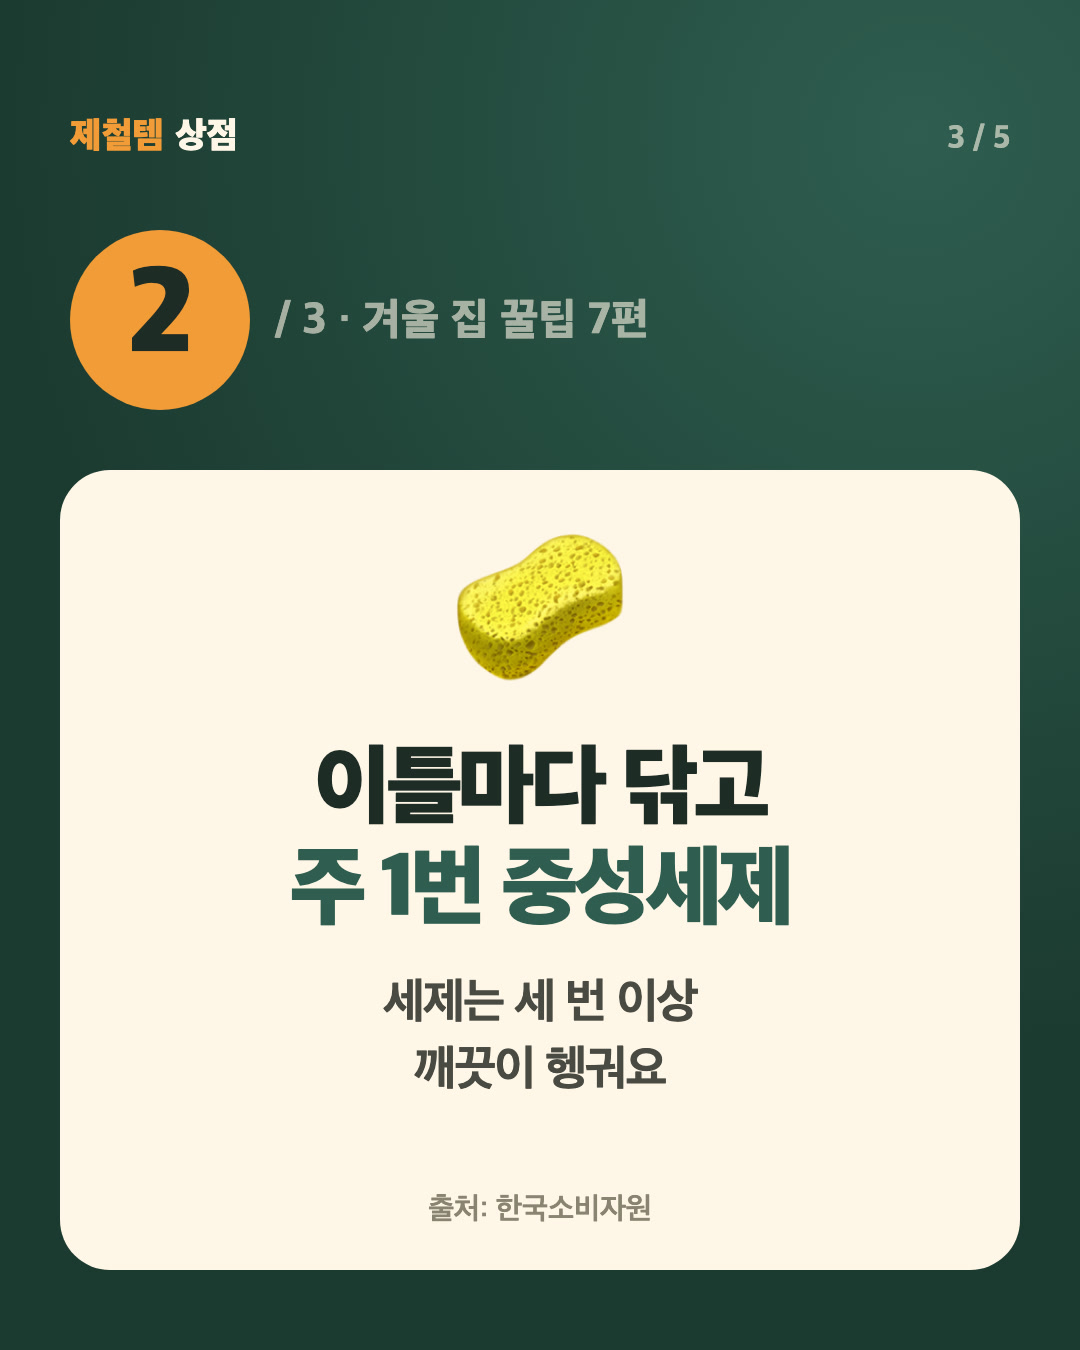 제철템 상점
3 / 5
2
/ 3 · 겨울 집 꿀팁 7편
이틀마다 닦고
주 1번 중성세제
세제는 세 번 이상
깨끗이 헹궈요
출처: 한국소비자원